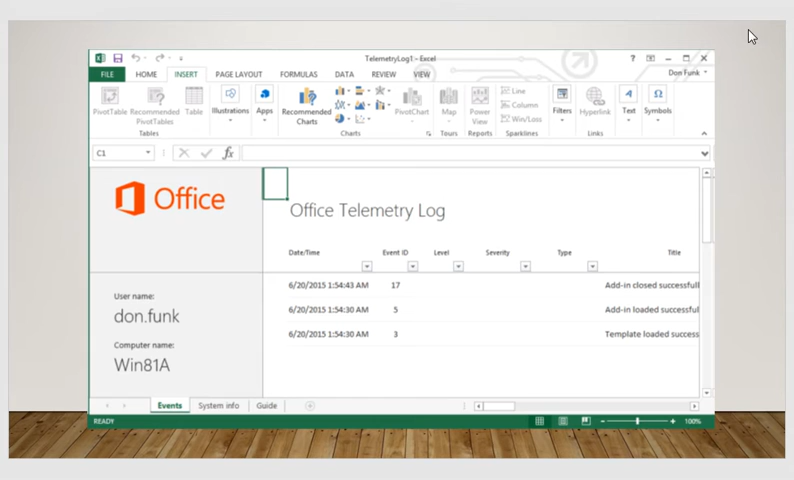 TelemetryLog1 - Excel
FILE HOME INSERT PAGE LAYOUT FORMULAS DATA REVIEW VIEW Don Funk
PivotTable Recommended PivotTables Table Illustrations Apps Recommended Charts PivotChart Map Power View Line Column Win/Loss Filters Hyperlink Text Symbols
Tables Charts Tours Reports Sparklines Links
C1 fx
Office
Office Telemetry Log
Date/Time Event ID Level Severity Type Title
6/20/2015 1:54:43 AM 17 Add-in closed successfull
6/20/2015 1:54:30 AM 5 Add-in loaded successful
6/20/2015 1:54:30 AM 3 Template loaded success
User name:
don.funk
Computer name:
Win81A
Events System info Guide
READY 100%